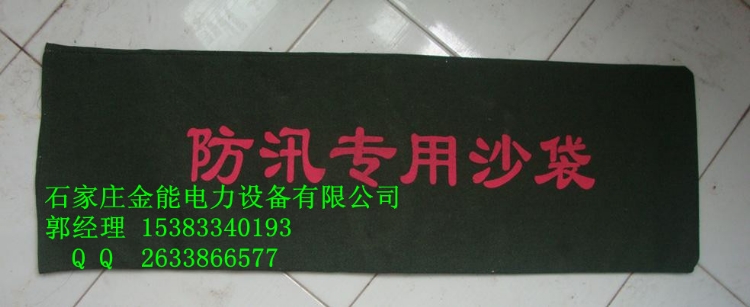 防汛专用沙袋
石家庄金能电力设备有限公司
郭经理 15383340193
QQ 2633866577